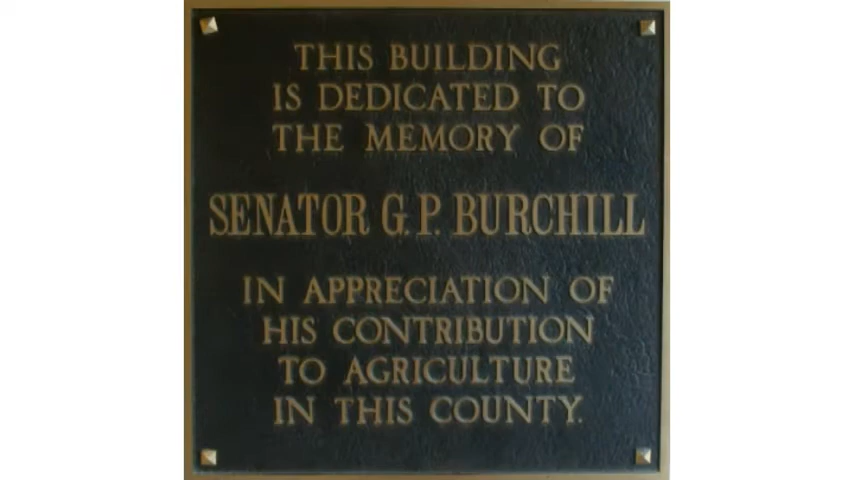 THIS BUILDING
IS DEDICATED TO
THE MEMORY OF
SENATOR G.P. BURCHILL
IN APPRECIATION OF
HIS CONTRIBUTION
TO AGRICULTURE
IN THIS COUNTY.